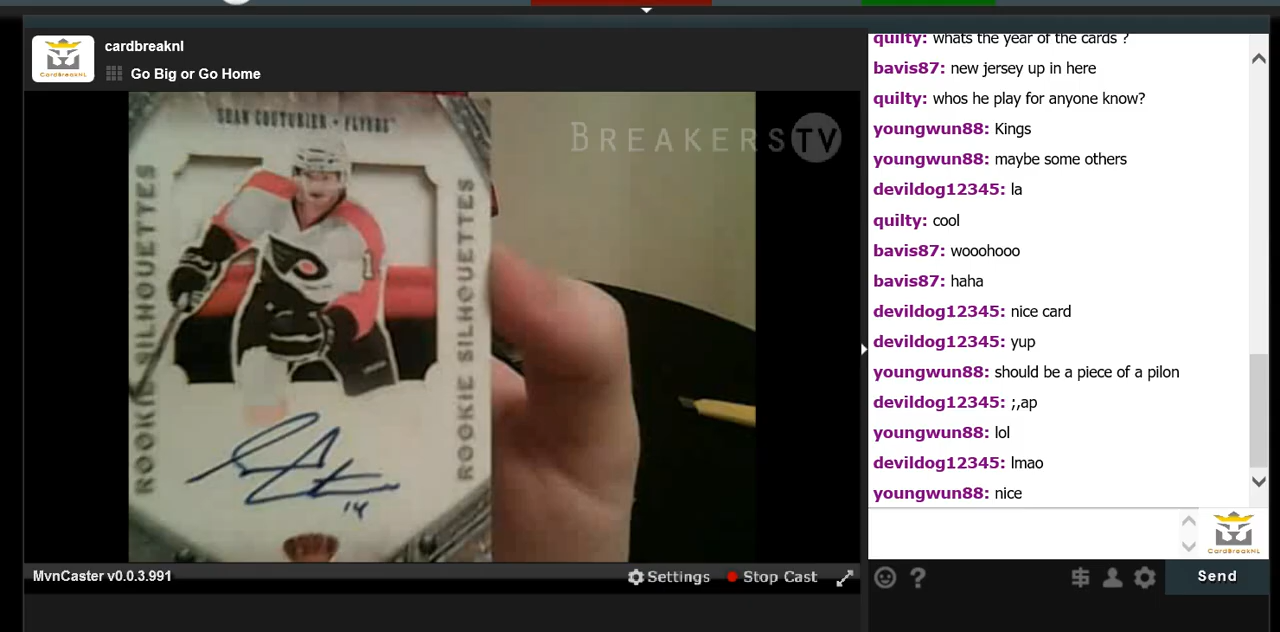 cardbreaknl
Go Big or Go Home
CardBreakNL
SEAN COUTURIER • FLYERS
BREAKERS TV
ROOKIE SILHOUETTES
ROOKIE SILHOUETTES
14
MvnCaster v0.0.3.991
Settings
Stop Cast
quilty: whats the year of the cards ?
bavis87: new jersey up in here
quilty: whos he play for anyone know?
youngwun88: Kings
youngwun88: maybe some others
devildog12345: la
quilty: cool
bavis87: wooohooo
bavis87: haha
devildog12345: nice card
devildog12345: yup
youngwun88: should be a piece of a pilon
devildog12345: ;,ap
youngwun88: lol
devildog12345: lmao
youngwun88: nice
CardBreakNL
?
Send